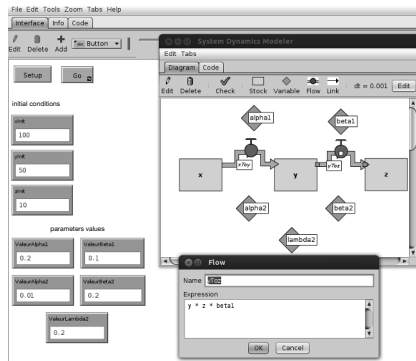 File Edit Tools Zoom Tabs Help
Interface Info Code
Edit Delete Add Button
Setup Go
initial conditions
xinit
100
yinit
50
zinit
10
parameters values
ValeurAlpha1 ValeurBeta1
0.2 0.1
ValeurAlpha2 ValeurBeta2
0.01 0.2
ValeurLambda2
0.2
System Dynamics Modeler
Edit Tabs
Diagram Code
Edit Delete Check Stock Variable Flow Link dt = 0.001 Edit
alpha1 beta1
x xToy y yToz z
alpha2 beta2
lambda2
Flow
Name yToz
Expression
y * z * beta1
OK Cancel